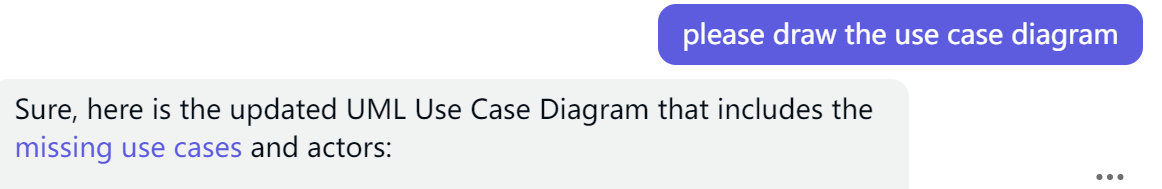 please draw the use case diagram
Sure, here is the updated UML Use Case Diagram that includes the
missing use cases and actors: